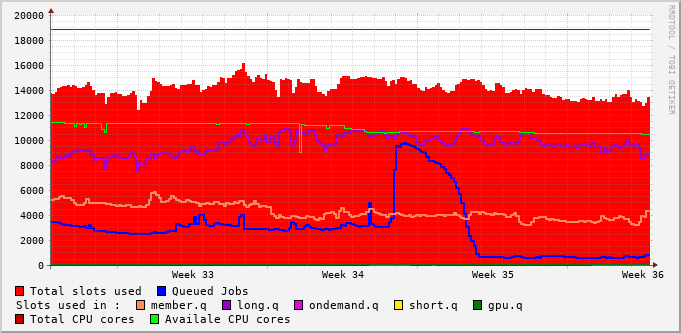 20000
18000
16000
14000
12000
10000
8000
6000
4000
2000
0
Week 33 Week 34 Week 35 Week 36
RRDTOOL / TOBI OETIKER
Total slots used Queued Jobs
Slots used in : member.q long.q ondemand.q short.q gpu.q
Total CPU cores Availale CPU cores